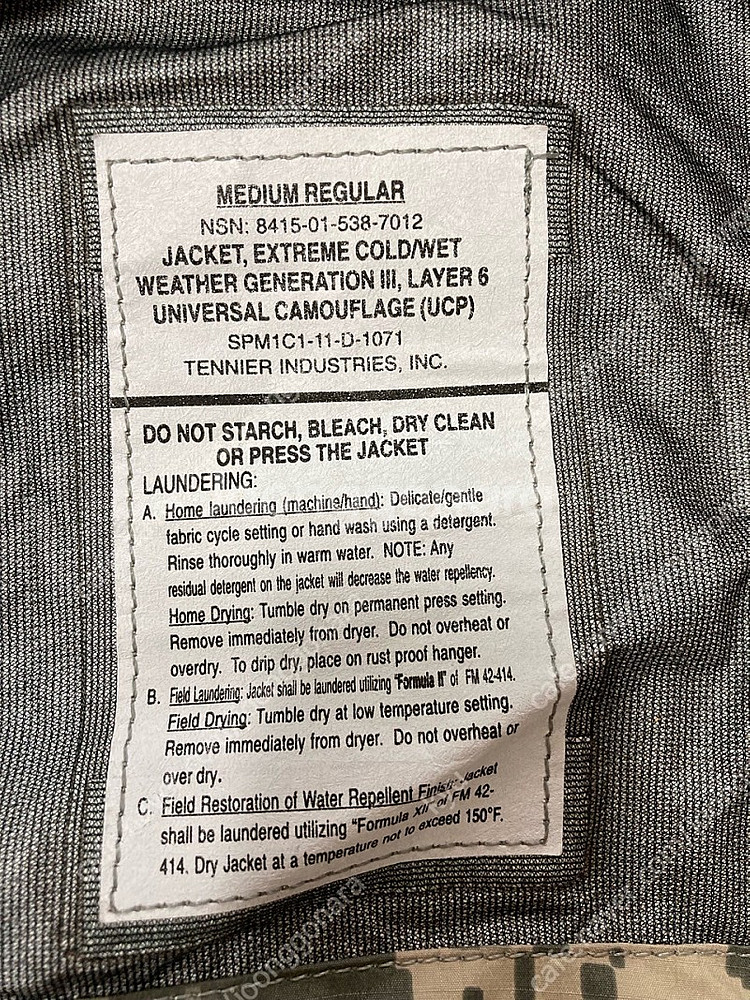 MEDIUM REGULAR
NSN: 8415-01-538-7012
JACKET, EXTREME COLD/WET
WEATHER GENERATION III, LAYER 6
UNIVERSAL CAMOUFLAGE (UCP)
SPM1C1-11-D-1071
TENNIER INDUSTRIES, INC.
DO NOT STARCH, BLEACH, DRY CLEAN
OR PRESS THE JACKET
LAUNDERING:
A. Home laundering (machine/hand): Delicate/gentle
fabric cycle setting or hand wash using a detergent.
Rinse thoroughly in warm water. NOTE: Any
residual detergent on the jacket will decrease the water repellency.
Home Drying: Tumble dry on permanent press setting.
Remove immediately from dryer. Do not overheat or
overdry. To drip dry, place on rust proof hanger.
B. Field Laundering: Jacket shall be laundered utilizing "Formula II" of FM 42-414.
Field Drying: Tumble dry at low temperature setting.
Remove immediately from dryer. Do not overheat or
over dry.
C. Field Restoration of Water Repellent Finish: Jacket
shall be laundered utilizing "Formula XII" of FM 42-
414. Dry Jacket at a temperature not to exceed 150°F.